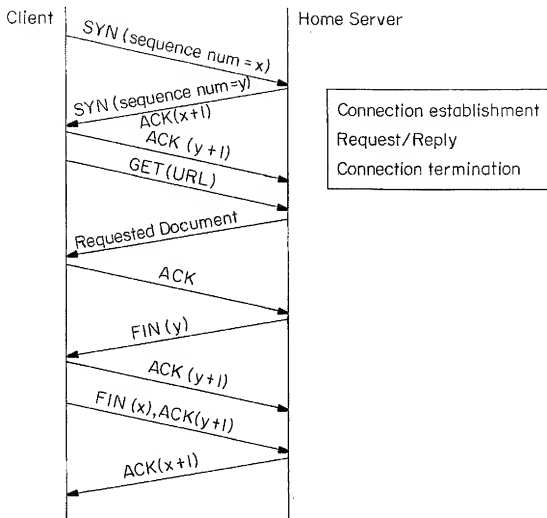 Client
Home Server
SYN (sequence num = x)
SYN (sequence num=y)
ACK(x+1)
ACK (y+1)
GET(URL)
Requested Document
ACK
FIN (y)
ACK (y+1)
FIN (x), ACK(y+1)
ACK(x+1)
Connection establishment
Request/Reply
Connection termination